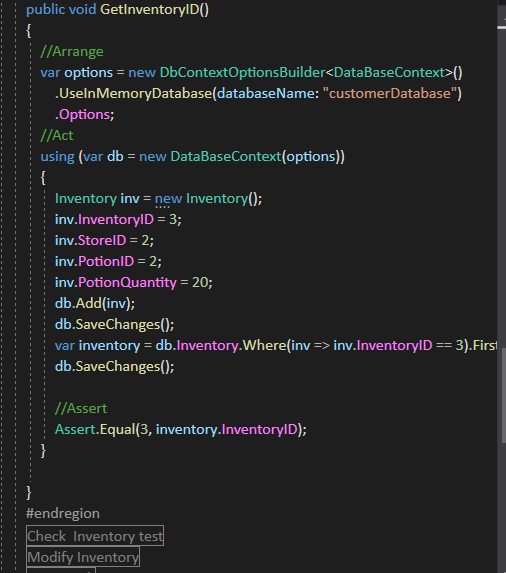 public void GetInventoryID()
{
//Arrange
var options = new DbContextOptionsBuilder<DataBaseContext>()
.UseInMemoryDatabase(databaseName: "customerDatabase")
.Options;
//Act
using (var db = new DataBaseContext(options))
{
Inventory inv = new Inventory();
inv.InventoryID = 3;
inv.StoreID = 2;
inv.PotionID = 2;
inv.PotionQuantity = 20;
db.Add(inv);
db.SaveChanges();
var inventory = db.Inventory.Where(inv => inv.InventoryID == 3).First
db.SaveChanges();
//Assert
Assert.Equal(3, inventory.InventoryID);
}
}
#endregion
Check  Inventory test
Modify Inventory